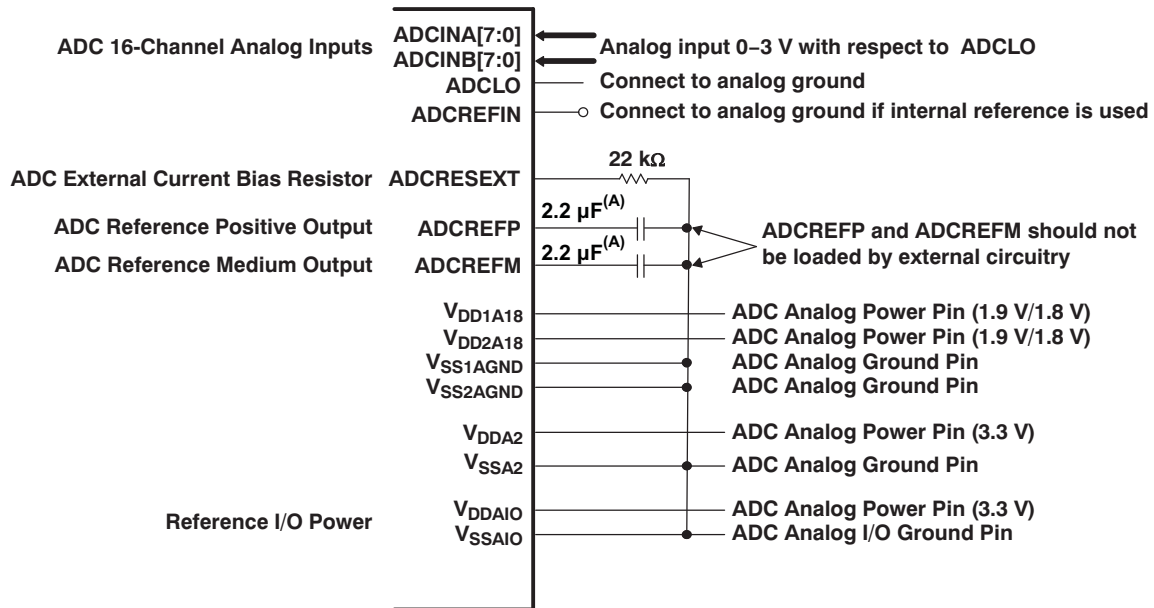 ADC 16-Channel Analog Inputs
ADCINA[7:0]
ADCINB[7:0]
Analog input 0–3 V with respect to ADCLO
ADCLO
Connect to analog ground
ADCREFIN
Connect to analog ground if internal reference is used
22 kΩ
ADC External Current Bias Resistor
ADCRESEXT
ADC Reference Positive Output
ADCREFP
2.2 µF(A)
ADC Reference Medium Output
ADCREFM
2.2 µF(A)
ADCREFP and ADCREFM should not
be loaded by external circuitry
VDD1A18
ADC Analog Power Pin (1.9 V/1.8 V)
VDD2A18
ADC Analog Power Pin (1.9 V/1.8 V)
VSS1AGND
ADC Analog Ground Pin
VSS2AGND
ADC Analog Ground Pin
VDDA2
ADC Analog Power Pin (3.3 V)
VSSA2
ADC Analog Ground Pin
Reference I/O Power
VDDAIO
ADC Analog Power Pin (3.3 V)
VSSAIO
ADC Analog I/O Ground Pin